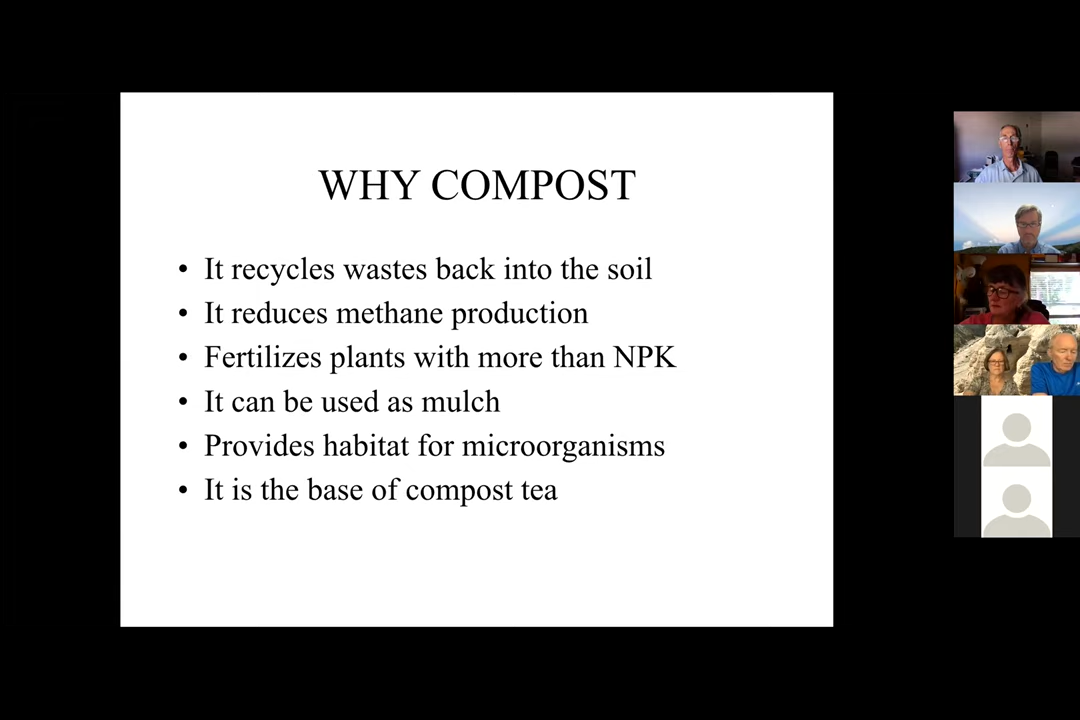 WHY COMPOST
• It recycles wastes back into the soil
• It reduces methane production
• Fertilizes plants with more than NPK
• It can be used as mulch
• Provides habitat for microorganisms
• It is the base of compost tea